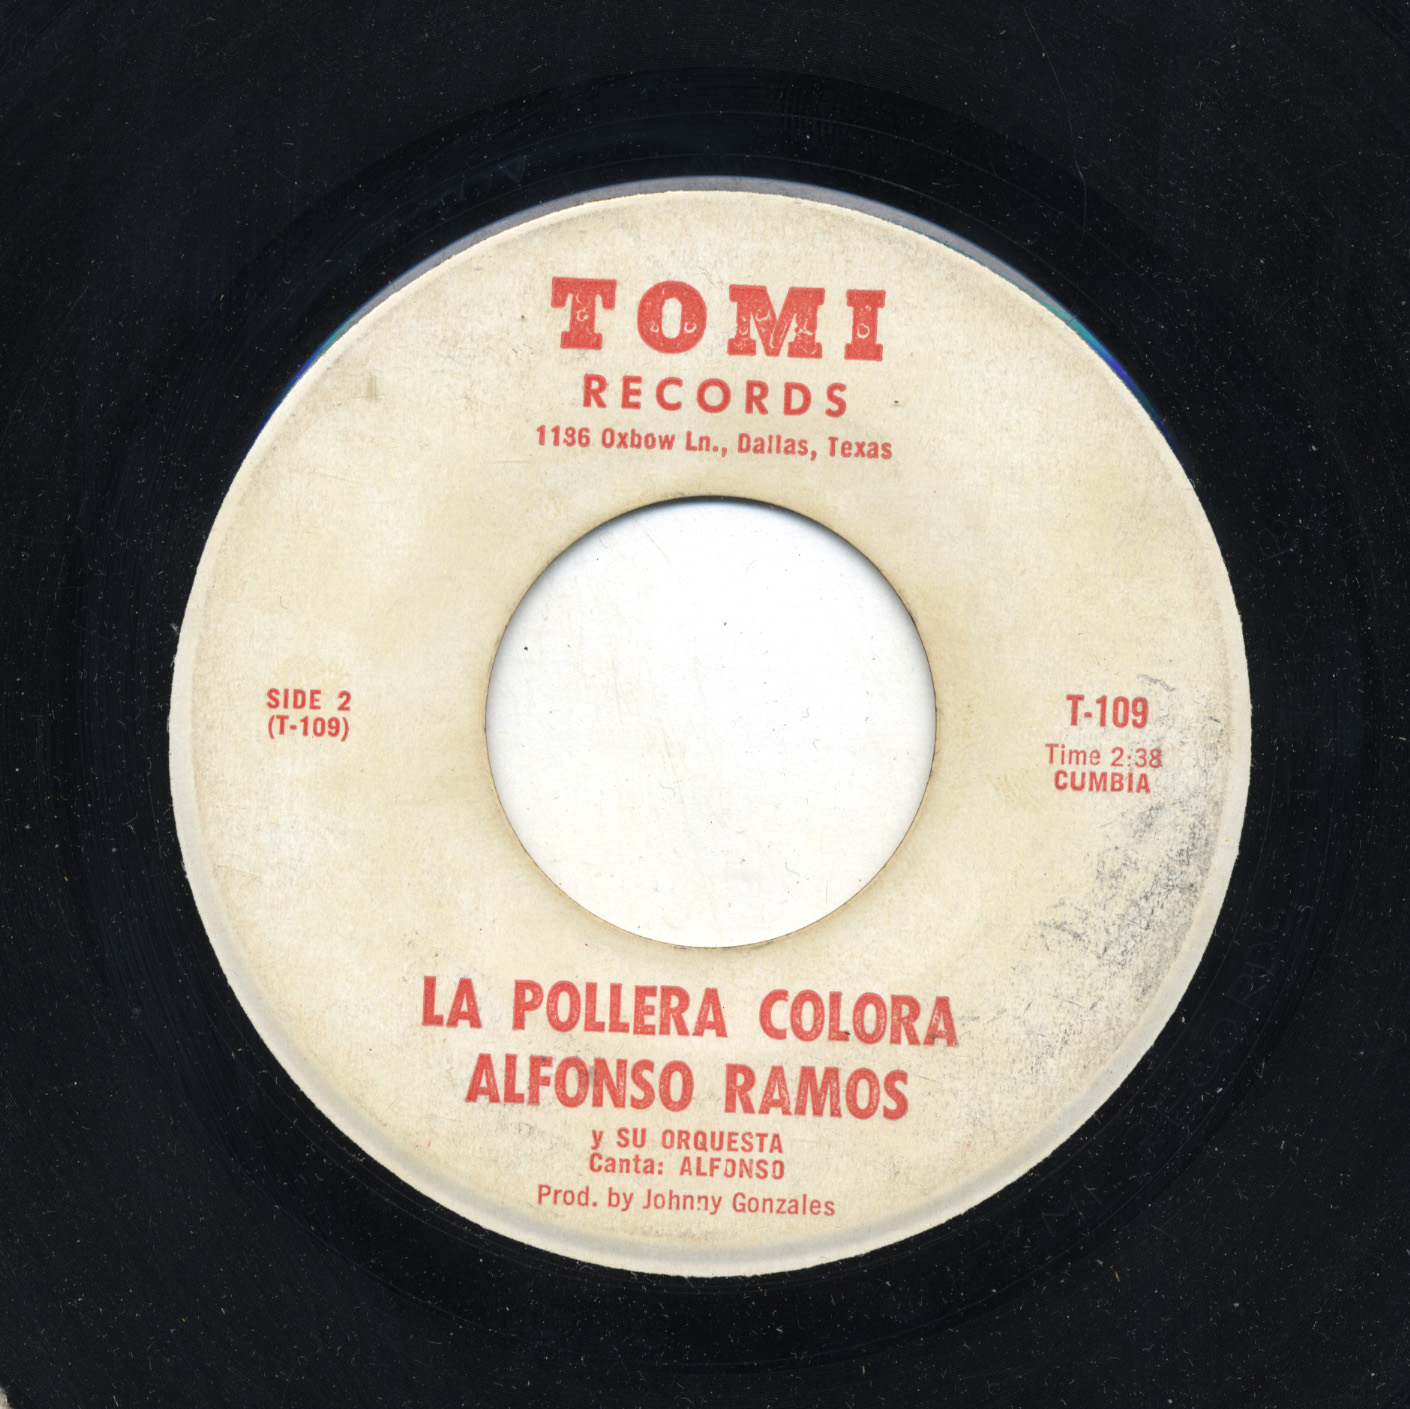 TOMI
RECORDS
1136 Oxbow Ln., Dallas, Texas
SIDE 2
(T-109)
T-109
Time 2:38
CUMBIA
LA POLLERA COLORA
ALFONSO RAMOS
y SU ORQUESTA
Canta: ALFONSO
Prod. by Johnny Gonzales